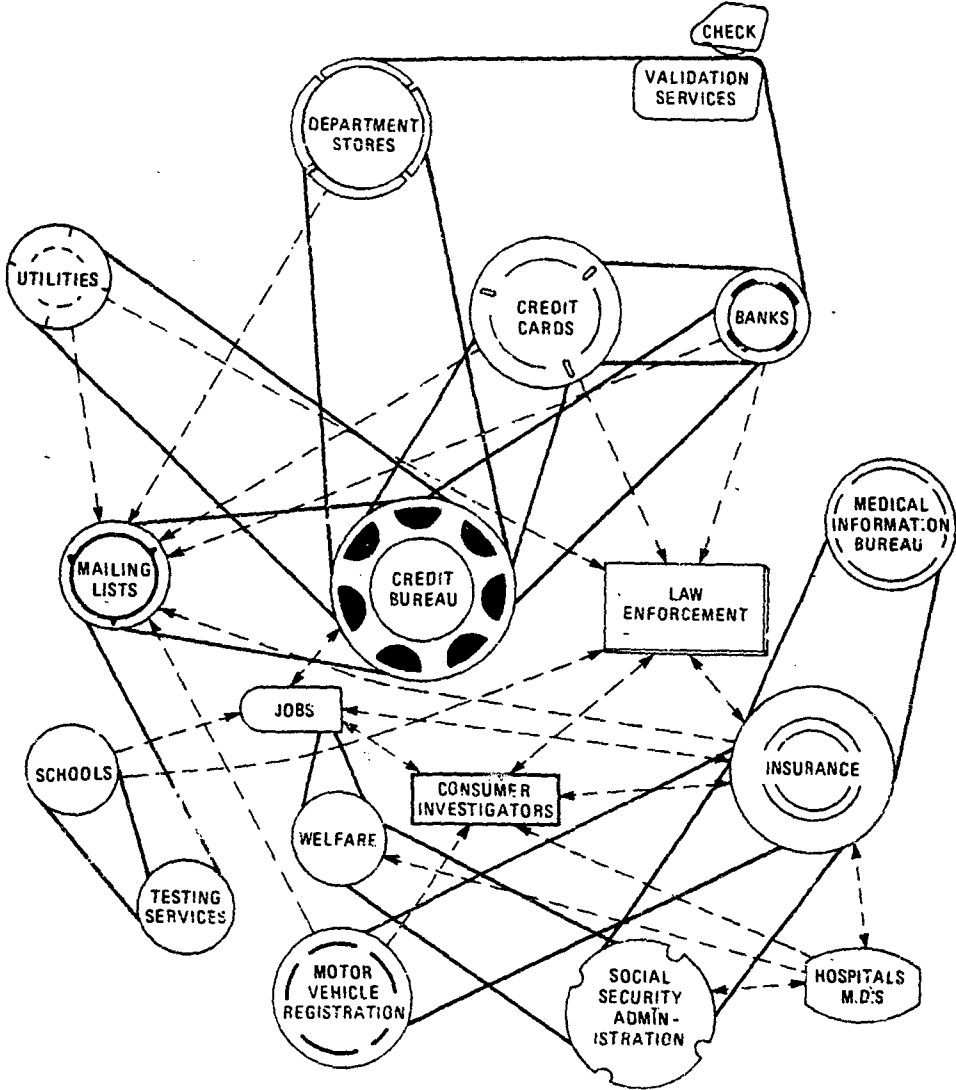 CHECK
VALIDATION
SERVICES
DEPARTMENT
STORES
UTILITIES
CREDIT
CARDS
BANKS
MEDICAL
INFORMATION
BUREAU
MAILING
LISTS
CREDIT
BUREAU
LAW
ENFORCEMENT
JOBS
SCHOOLS
CONSUMER
INVESTIGATORS
INSURANCE
WELFARE
TESTING
SERVICES
MOTOR
VEHICLE
REGISTRATION
SOCIAL
SECURITY
ADMIN-
ISTRATION
HOSPITALS
M.D.S